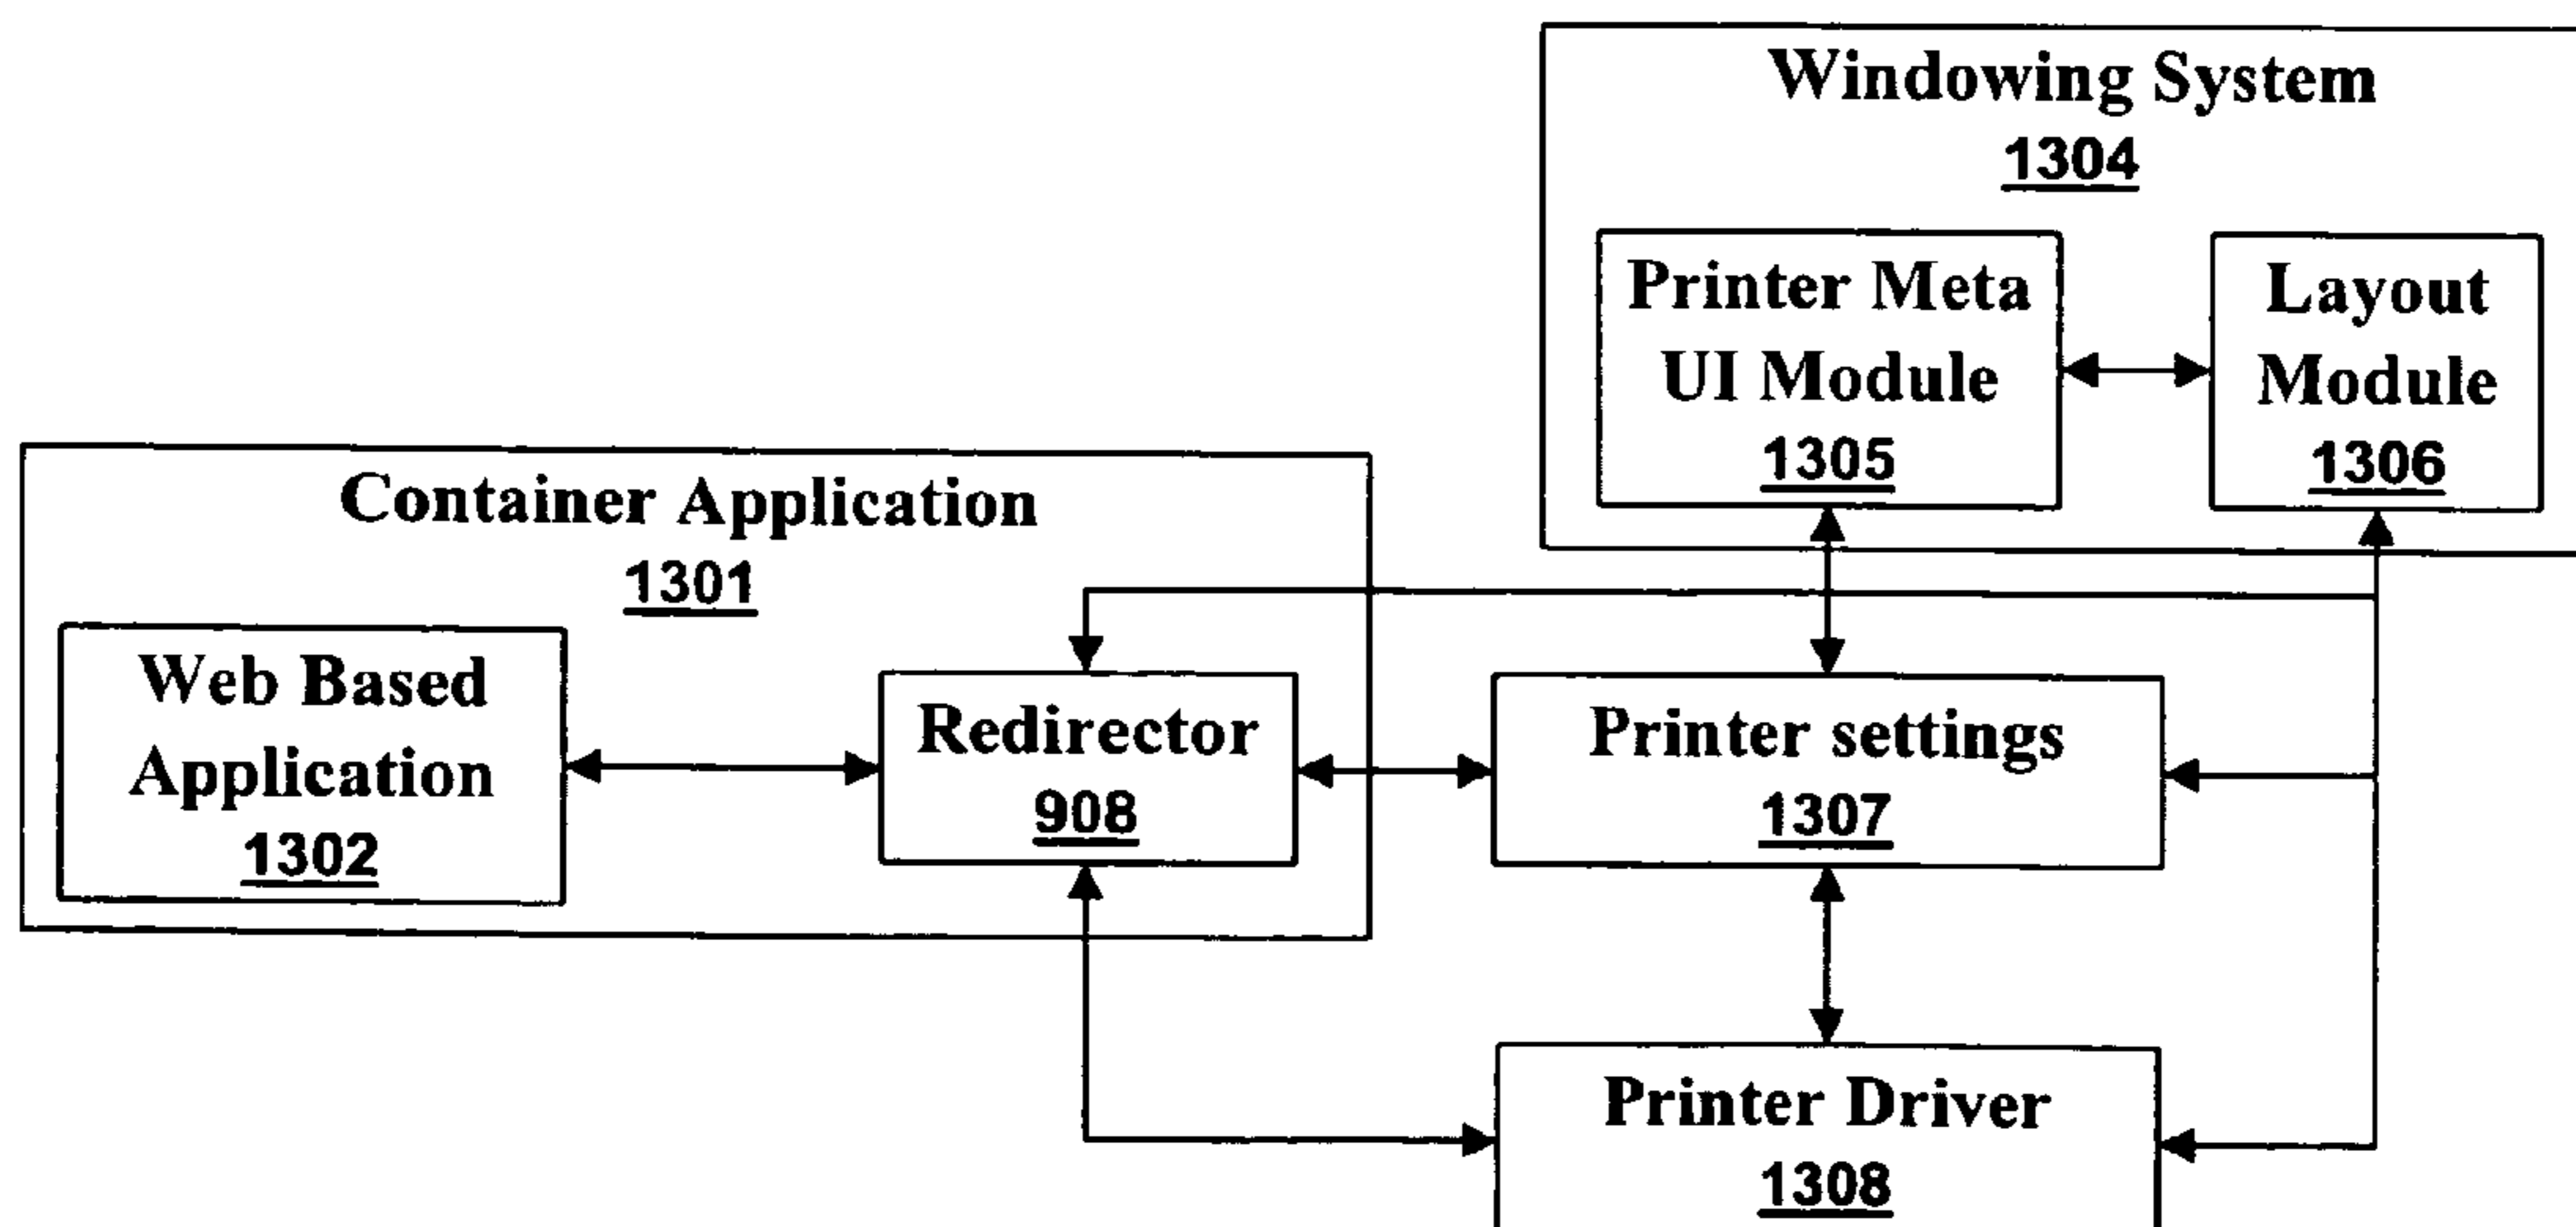 Windowing System
1304
Printer Meta
UI Module
1305
Layout
Module
1306
Container Application
1301
Web Based
Application
1302
Redirector
908
Printer settings
1307
Printer Driver
1308